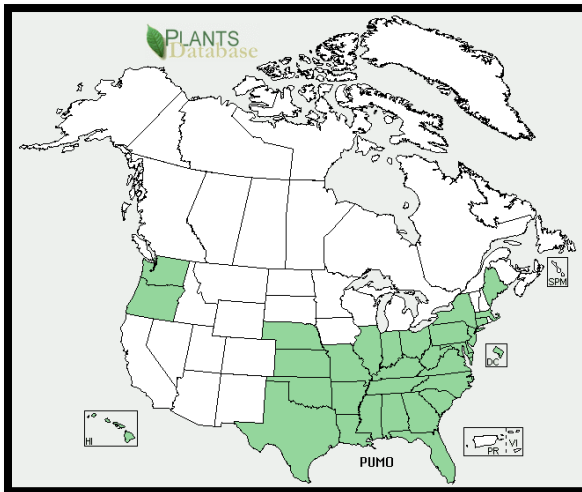 PLANTS
Database
SPM
DC
HI
PR
VI
PUMO